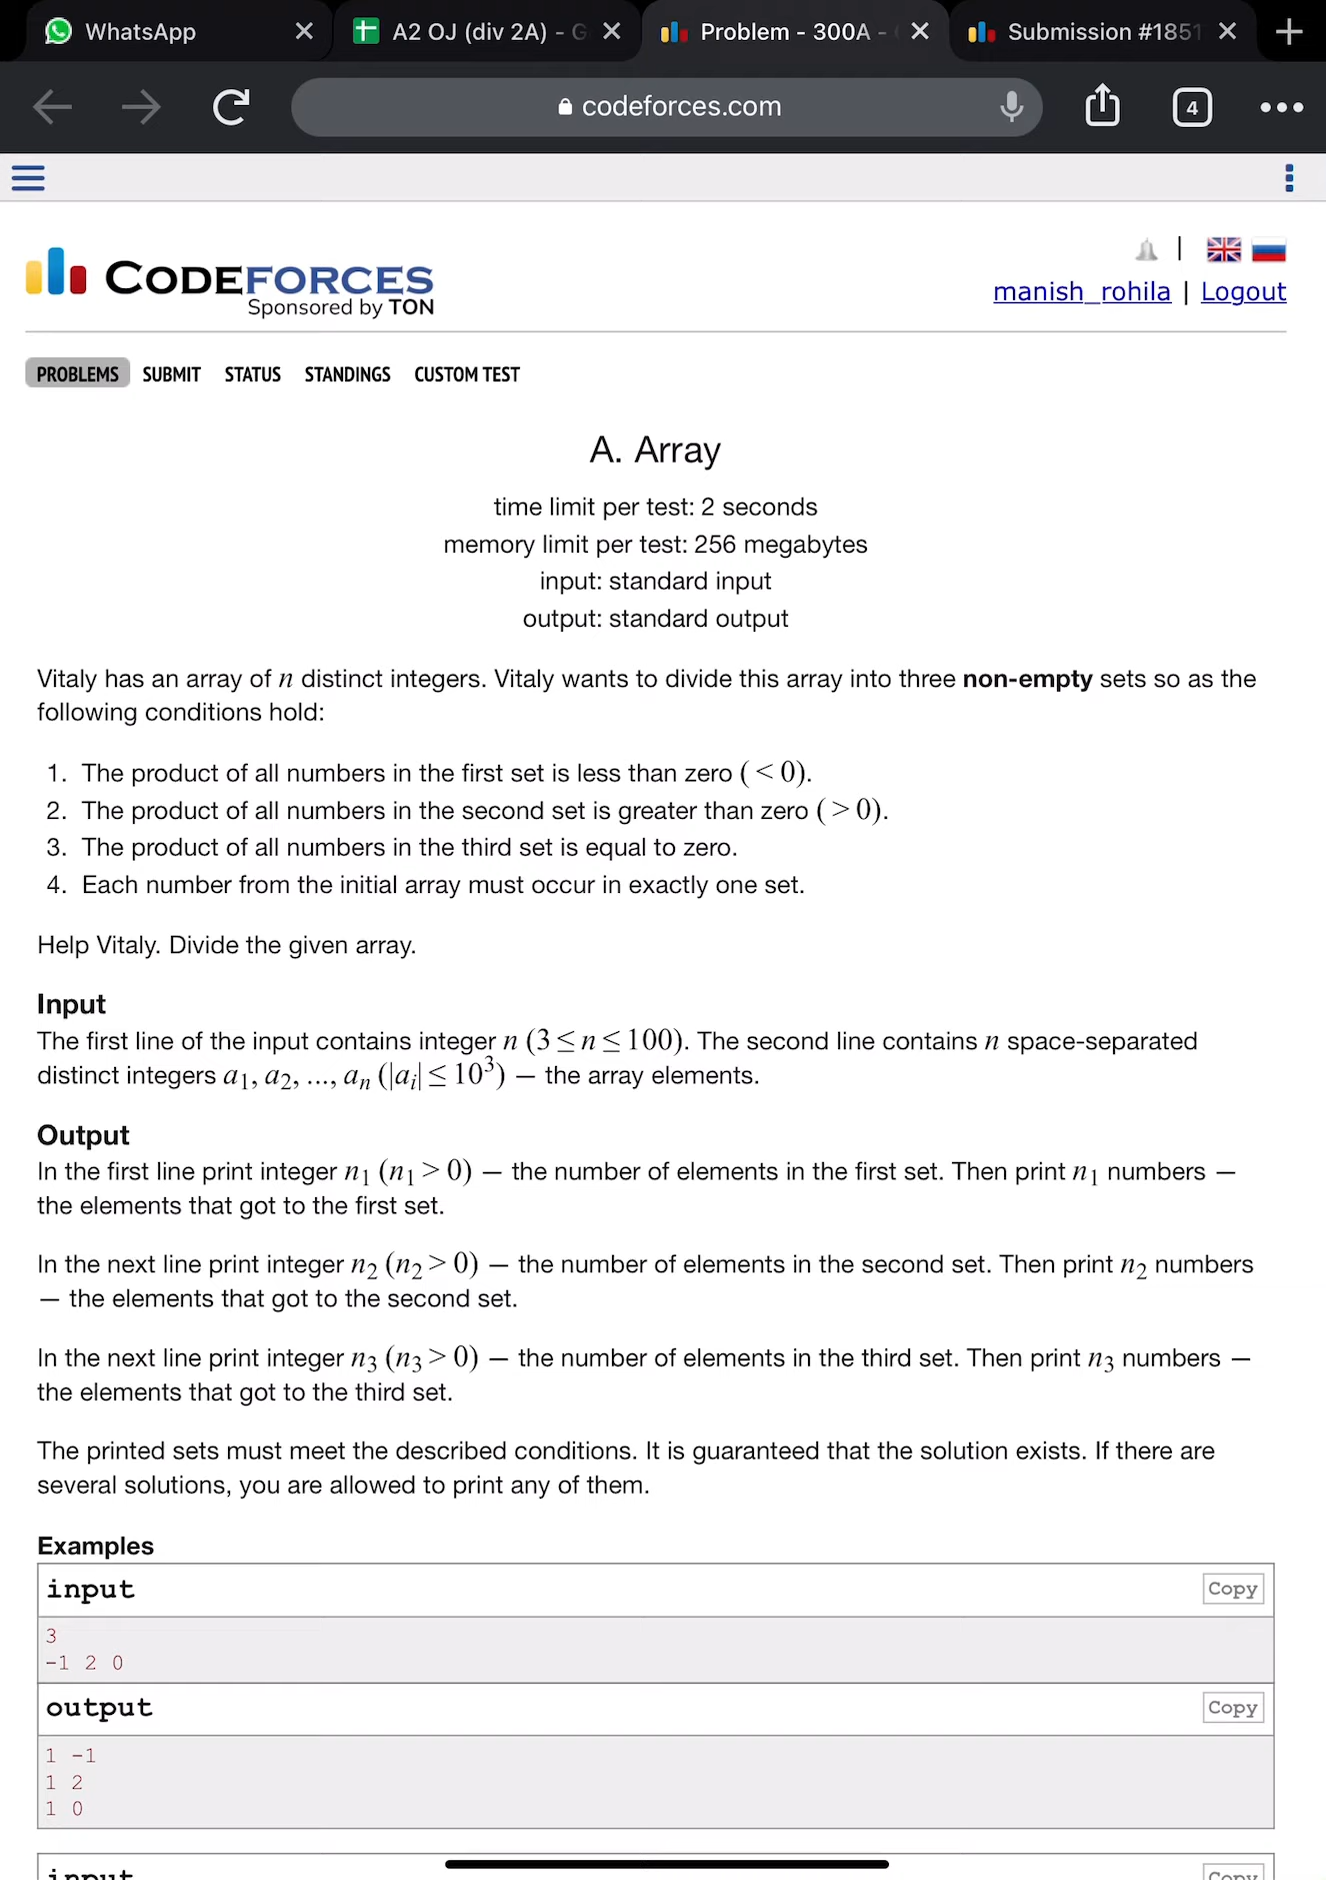 WhatsApp
A2 OJ (div 2A) - G
Problem - 300A -
Submission #1851
codeforces.com
4
CODEFORCES
Sponsored by TON
manish_rohila | Logout
PROBLEMS SUBMIT STATUS STANDINGS CUSTOM TEST
A. Array
time limit per test: 2 seconds
memory limit per test: 256 megabytes
input: standard input
output: standard output
Vitaly has an array of n distinct integers. Vitaly wants to divide this array into three non-empty sets so as the
following conditions hold:
1. The product of all numbers in the first set is less than zero ( < 0).
2. The product of all numbers in the second set is greater than zero ( > 0).
3. The product of all numbers in the third set is equal to zero.
4. Each number from the initial array must occur in exactly one set.
Help Vitaly. Divide the given array.
Input
The first line of the input contains integer n (3 ≤ n ≤ 100). The second line contains n space-separated
distinct integers a₁, a₂, ..., aₙ (|aᵢ| ≤ 10³) — the array elements.
Output
In the first line print integer n₁ (n₁ > 0) — the number of elements in the first set. Then print n₁ numbers —
the elements that got to the first set.
In the next line print integer n₂ (n₂ > 0) — the number of elements in the second set. Then print n₂ numbers
— the elements that got to the second set.
In the next line print integer n₃ (n₃ > 0) — the number of elements in the third set. Then print n₃ numbers —
the elements that got to the third set.
The printed sets must meet the described conditions. It is guaranteed that the solution exists. If there are
several solutions, you are allowed to print any of them.
Examples
input
Copy
3
-1 2 0
output
Copy
1 -1
1 2
1 0
input
Copy